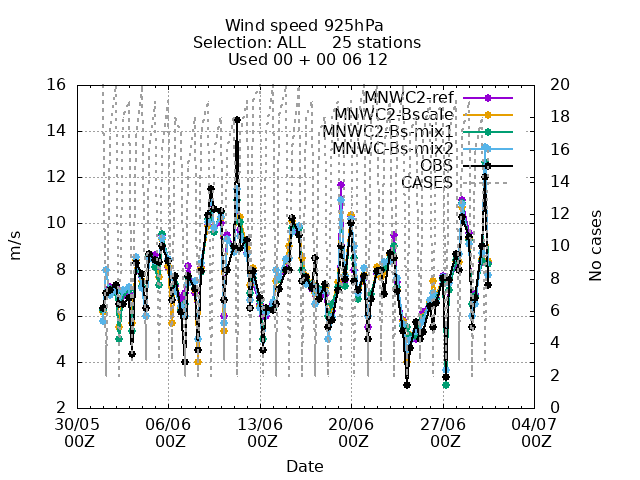 Wind speed 925hPa
Selection: ALL 25 stations
Used 00 + 00 06 12
MNWC2-ref
MNWC2-Bscale
MNWC2-Bs-mix1
MNWC-Bs-mix2
OBS
CASES
16
14
12
10
8
6
4
2
m/s
20
18
16
14
12
10
8
6
4
2
0
No cases
30/05 06/06 13/06 20/06 27/06 04/07
00Z 00Z 00Z 00Z 00Z 00Z
Date